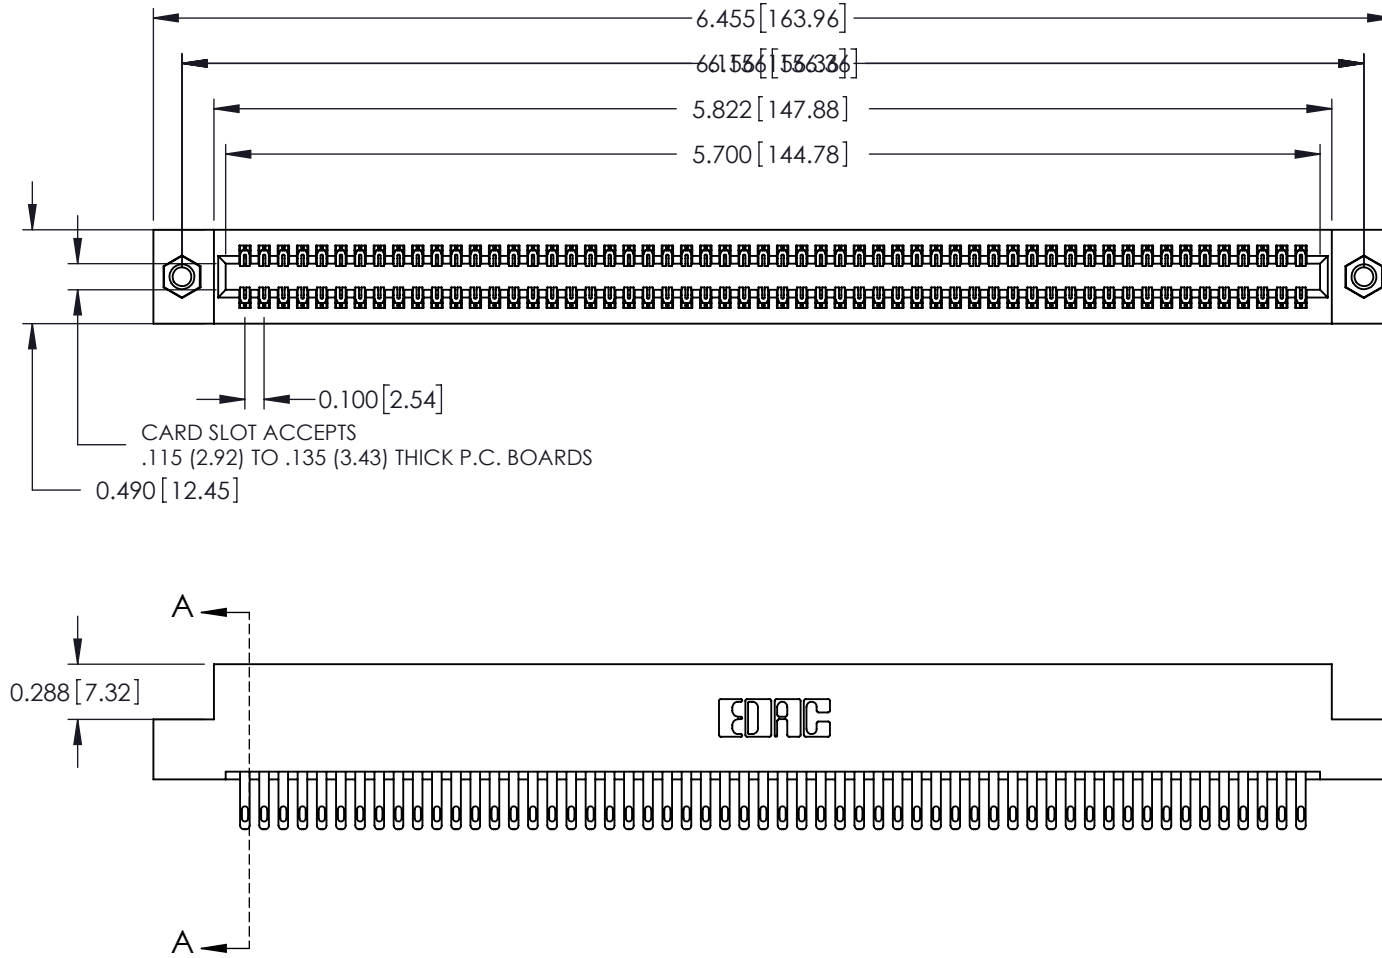 6.455[163.96]
5.822[147.88]
5.700[144.78]
0.100[2.54]
CARD SLOT ACCEPTS
.115 (2.92) TO .135 (3.43) THICK P.C. BOARDS
0.490[12.45]
A
0.288[7.32]
EDAC
A